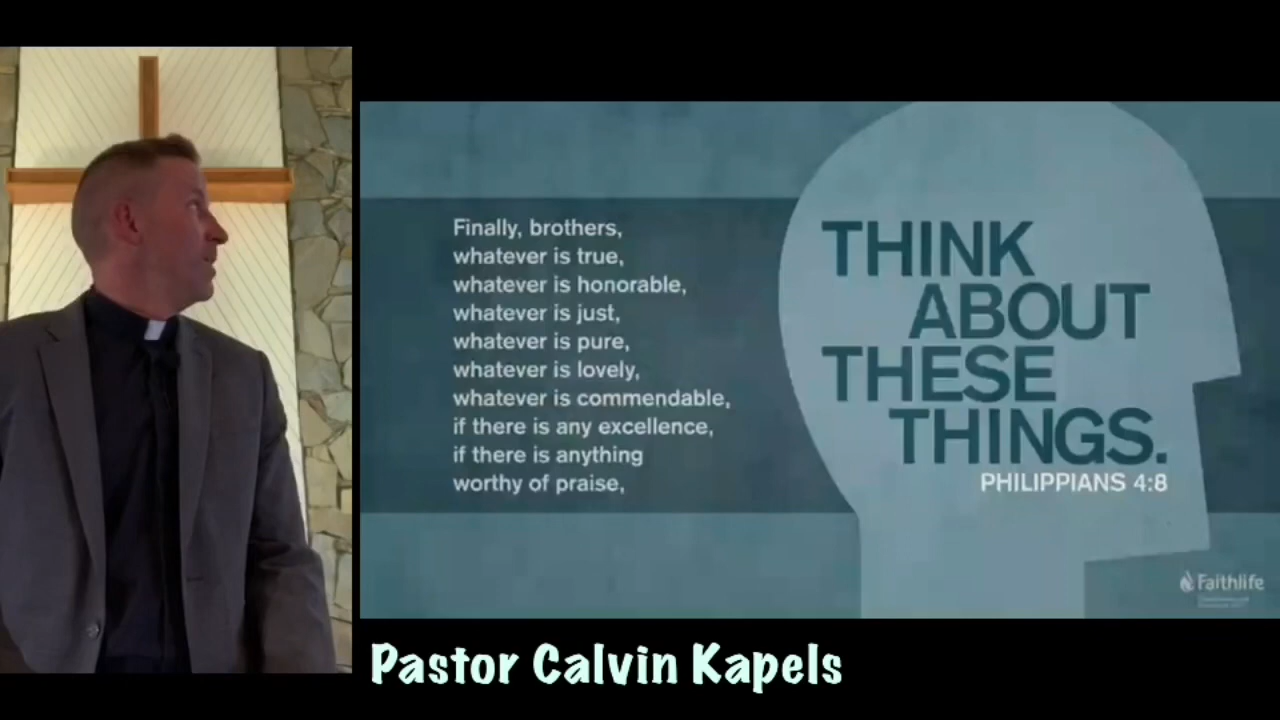 Finally, brothers,
whatever is true,
whatever is honorable,
whatever is just,
whatever is pure,
whatever is lovely,
whatever is commendable,
if there is any excellence,
if there is anything
worthy of praise,
THINK
ABOUT
THESE
THINGS.
PHILIPPIANS 4:8
Faithlife
Pastor Calvin Kapels